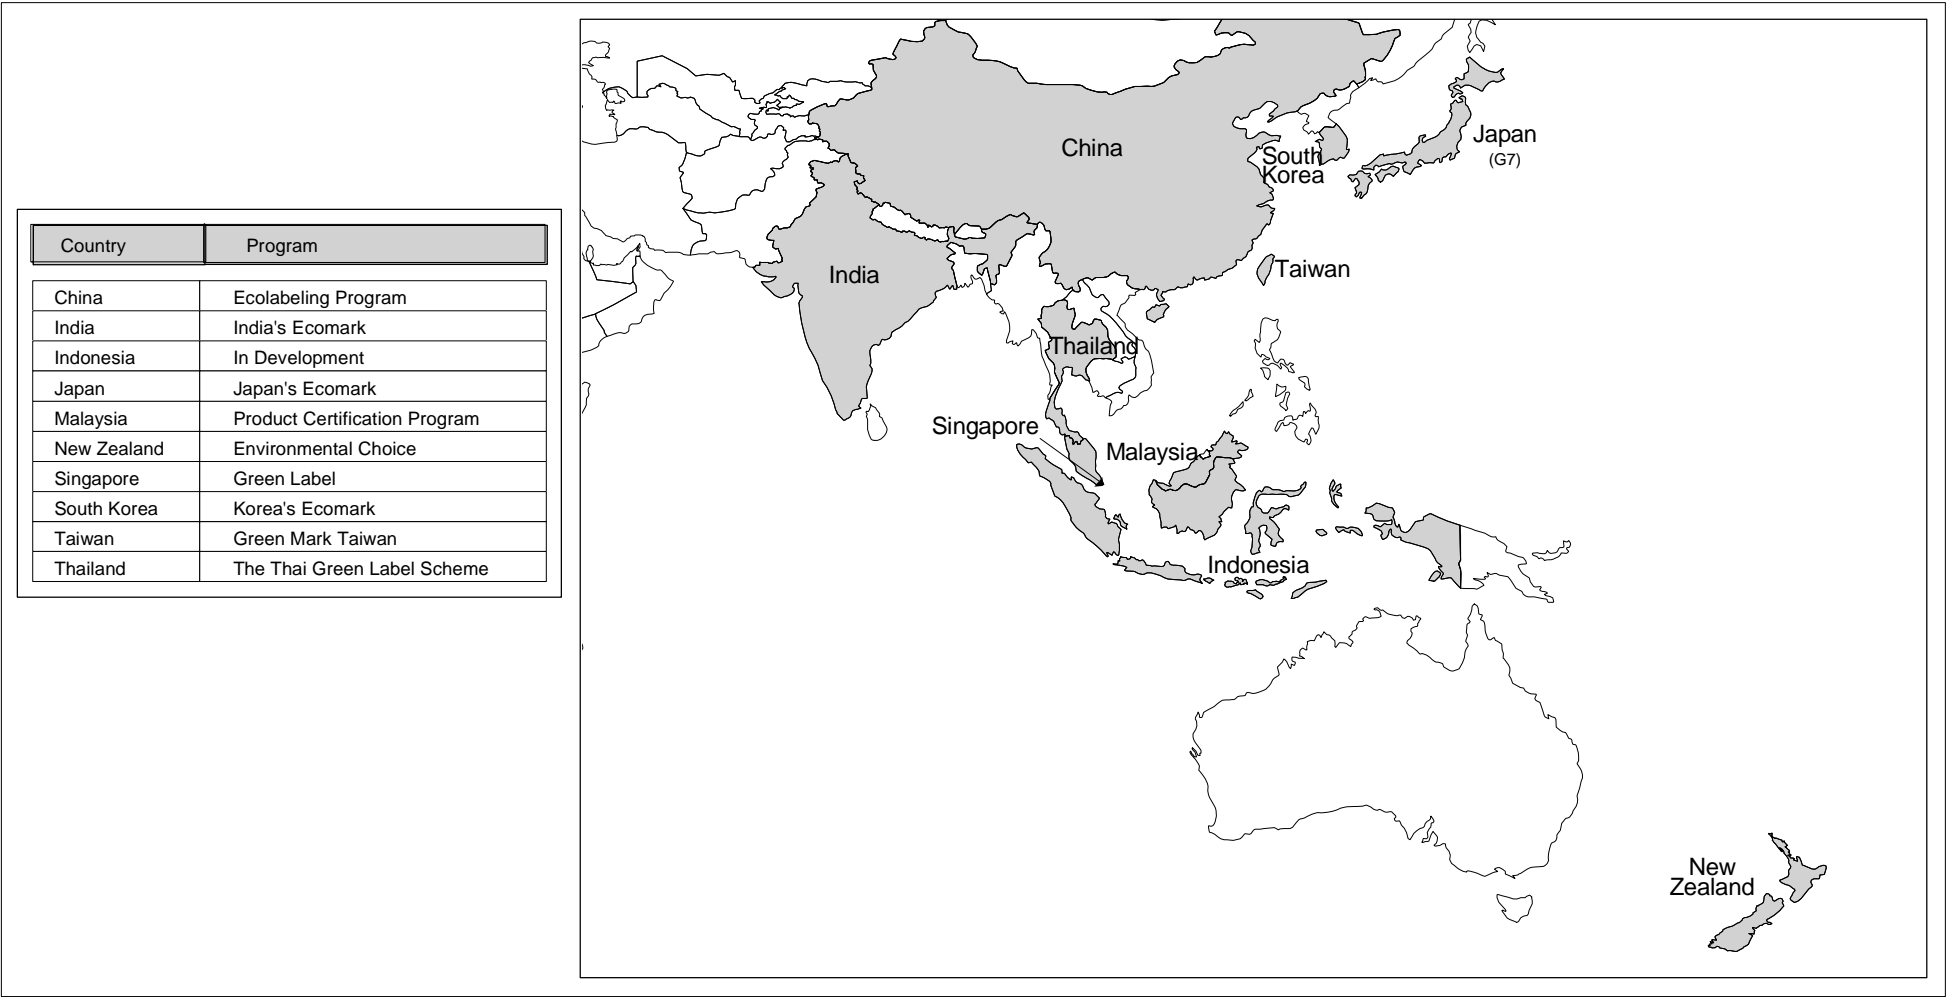 Country Program
China Ecolabeling Program
India India's Ecomark
Indonesia In Development
Japan Japan's Ecomark
Malaysia Product Certification Program
New Zealand Environmental Choice
Singapore Green Label
South Korea Korea's Ecomark
Taiwan Green Mark Taiwan
Thailand The Thai Green Label Scheme
China
South
Korea
Japan
(G7)
India
Taiwan
Thailand
Singapore
Malaysia
Indonesia
New
Zealand